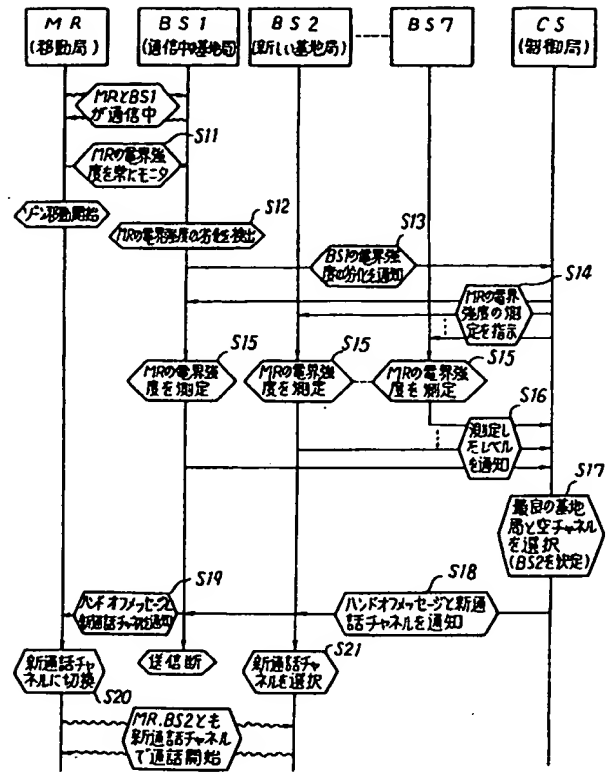 MR
(移動局)
BS1
(通信中の基地局)
BS2
(新しい基地局)
BS7
CS
(制御局)
MRとBS1
が通信中
S11
MRの電界強
度を常にモニタ
ゾーン移動開始
S12
MRの電界強度の劣化を検出
S13
BS1の電界強
度の劣化を通知
S14
MRの電界
強度の測
定を指示
S15
MRの電界強
度を測定
S15
MRの電界強
度を測定
S15
MRの電界強
度を測定
S16
測定し
たレベル
を通知
S17
最良の基地
局と空チャネル
を選択
(BS2を決定)
S18
ハンドオフメッセージと新通
話チャネルを通知
S19
ハンドオフメッセージと
新通話チャネルを通知
新通話チャ
ネルに切換
S20
送信断
S21
新通話チャ
ネルを選択
MR.BS2とも
新通話チャネル
で通話開始